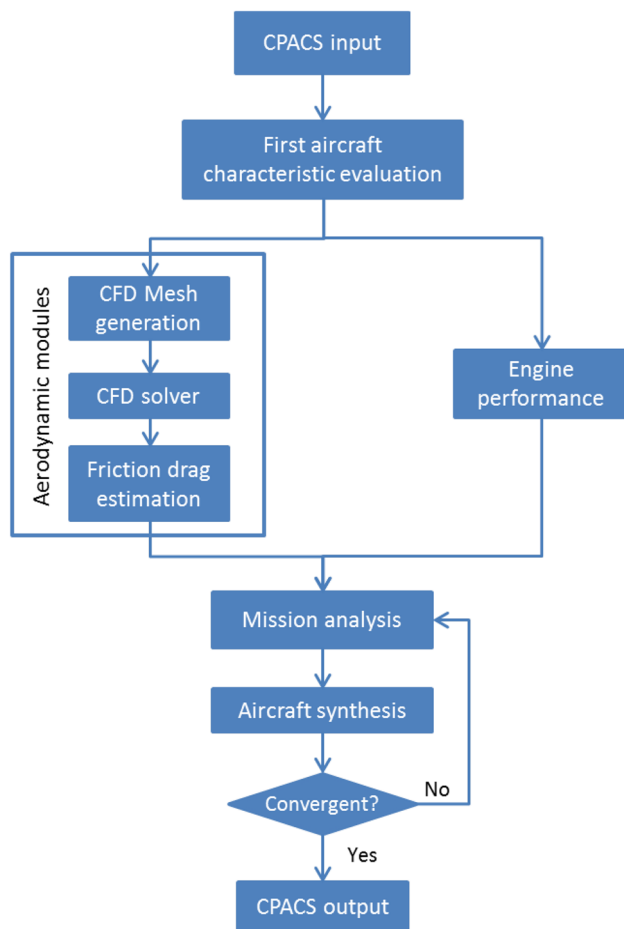 CPACS input
First aircraft
characteristic evaluation
Aerodynamic modules
CFD Mesh
generation
CFD solver
Friction drag
estimation
Engine
performance
Mission analysis
Aircraft synthesis
Convergent?
No
Yes
CPACS output